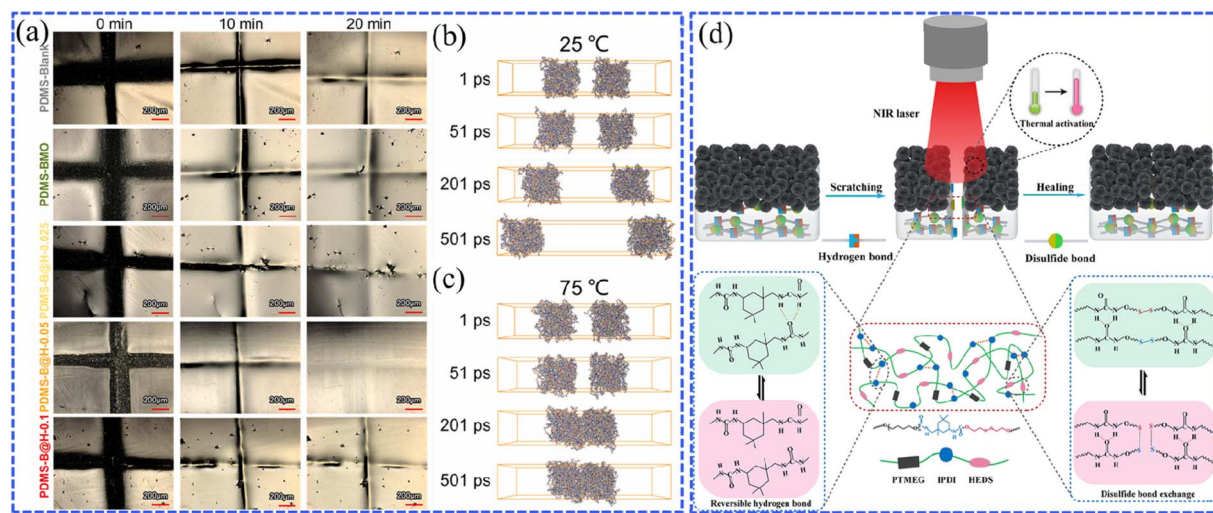 (a)
0 min
10 min
20 min
PDMS-Blank
200μm
200μm
200μm
PDMS-BMO
200μm
200μm
200μm
PDMS-B@H-0.025
200μm
200μm
200μm
PDMS-B@H-0.05
200μm
200μm
200μm
PDMS-B@H-0.1
200μm
200μm
200μm
(b)
25 ℃
1 ps
51 ps
201 ps
501 ps
(c)
75 ℃
1 ps
51 ps
201 ps
501 ps
(d)
NIR laser
Thermal activation
Scratching
Healing
Hydrogen bond
Disulfide bond
PTMEG IPDI HEDS
Reversible hydrogen bond
Disulfide bond exchange